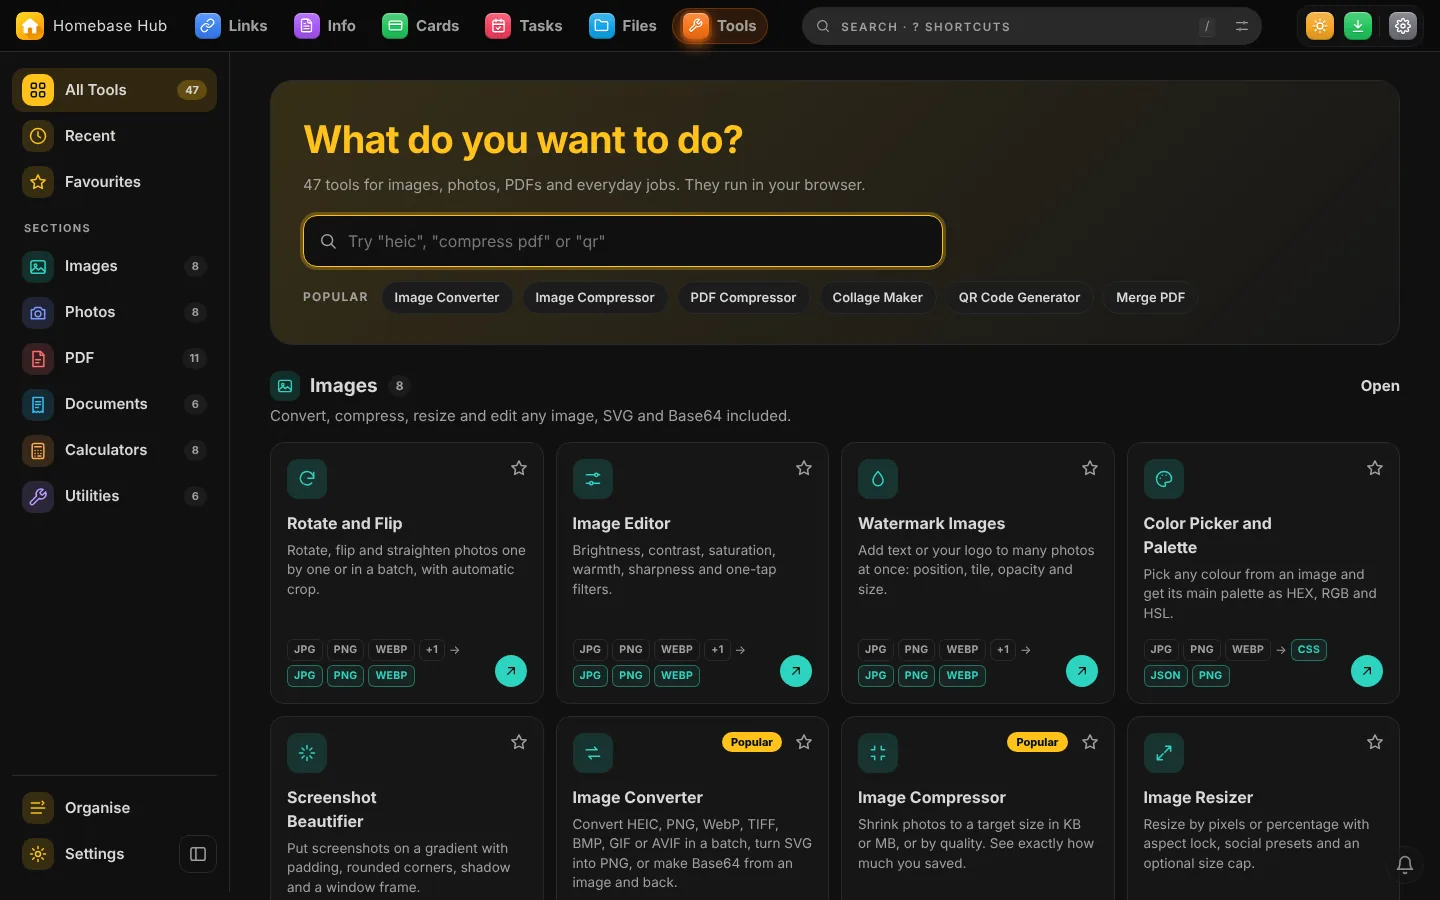 Homebase Hub
Links
Info
Cards
Tasks
Files
Tools
SEARCH · ? SHORTCUTS
/
All Tools
47
Recent
Favourites
SECTIONS
Images
8
Photos
8
PDF
11
Documents
6
Calculators
8
Utilities
6
Organise
Settings
What do you want to do?
47 tools for images, photos, PDFs and everyday jobs. They run in your browser.
Try "heic", "compress pdf" or "qr"
POPULAR
Image Converter
Image Compressor
PDF Compressor
Collage Maker
QR Code Generator
Merge PDF
Images 8
Open
Convert, compress, resize and edit any image, SVG and Base64 included.
Rotate and Flip
Rotate, flip and straighten photos one
by one or in a batch, with automatic
crop.
JPG PNG WEBP +1 →
JPG PNG WEBP
Image Editor
Brightness, contrast, saturation,
warmth, sharpness and one-tap
filters.
JPG PNG WEBP +1 →
JPG PNG WEBP
Watermark Images
Add text or your logo to many photos
at once: position, tile, opacity and
size.
JPG PNG WEBP +1 →
JPG PNG WEBP
Color Picker and
Palette
Pick any colour from an image and
get its main palette as HEX, RGB and
HSL.
JPG PNG WEBP → CSS
JSON PNG
Screenshot
Beautifier
Put screenshots on a gradient with
padding, rounded corners, shadow
and a window frame.
Popular
Image Converter
Convert HEIC, PNG, WebP, TIFF,
BMP, GIF or AVIF in a batch, turn SVG
into PNG, or make Base64 from an
image and back.
Popular
Image Compressor
Shrink photos to a target size in KB
or MB, or by quality. See exactly how
much you saved.
Image Resizer
Resize by pixels or percentage with
aspect lock, social presets and an
optional size cap.